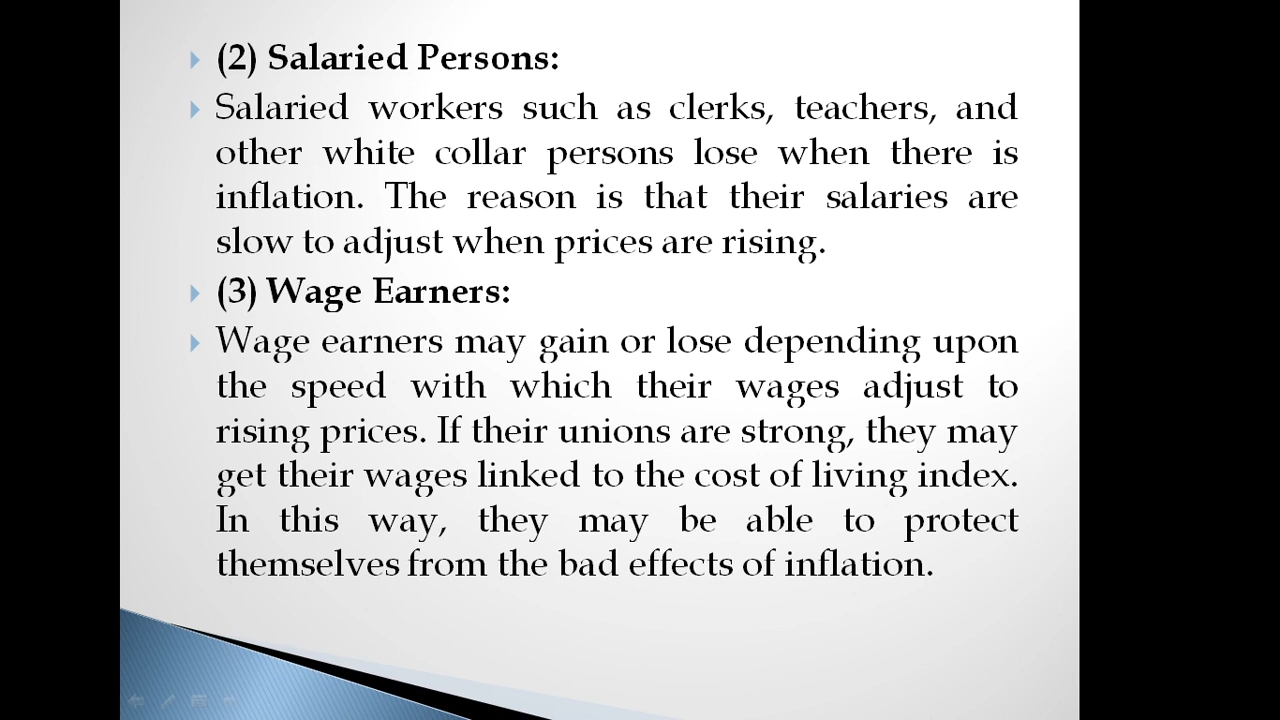 (2) Salaried Persons:
Salaried workers such as clerks, teachers, and
other white collar persons lose when there is
inflation. The reason is that their salaries are
slow to adjust when prices are rising.
(3) Wage Earners:
Wage earners may gain or lose depending upon
the speed with which their wages adjust to
rising prices. If their unions are strong, they may
get their wages linked to the cost of living index.
In this way, they may be able to protect
themselves from the bad effects of inflation.